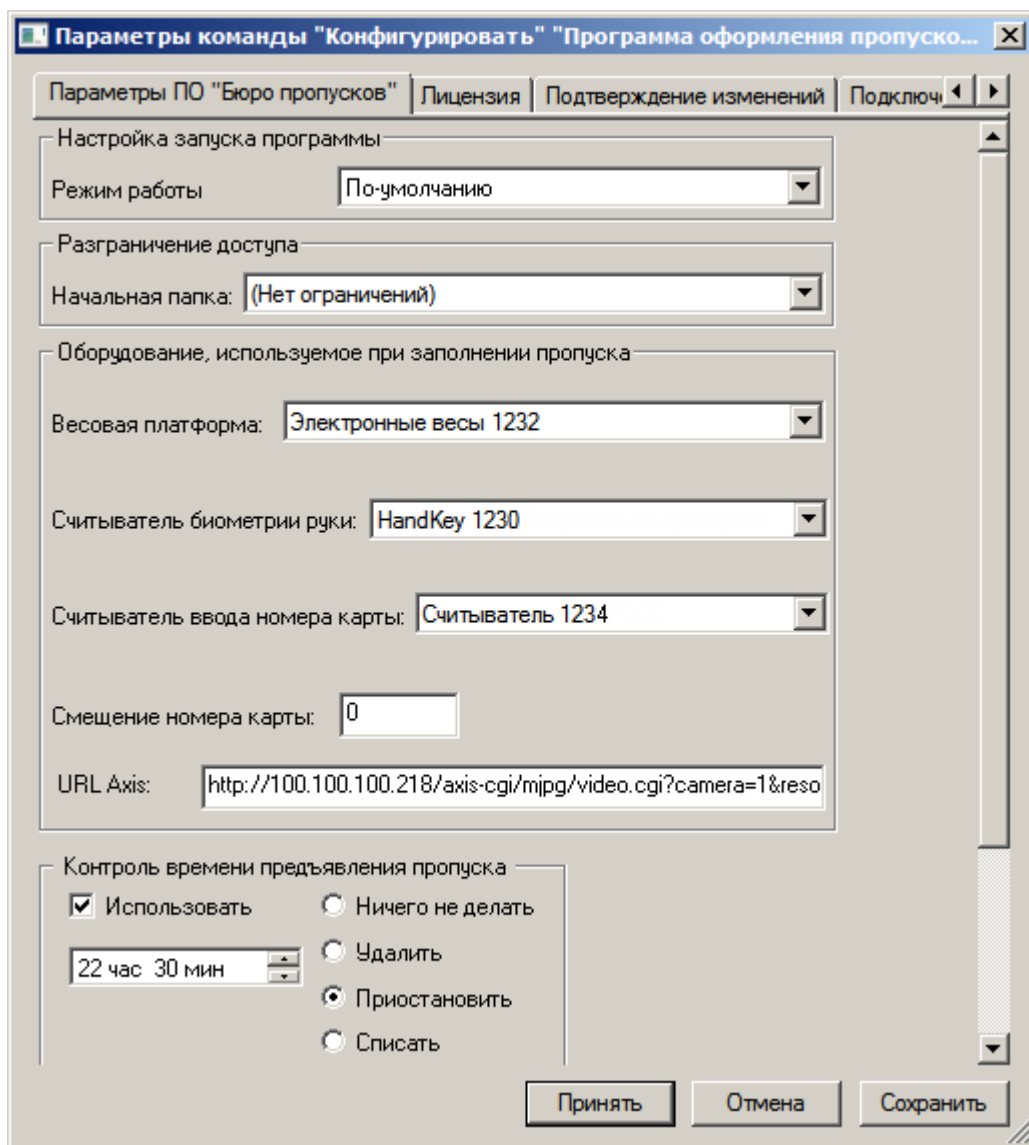 Параметры команды "Конфигурировать" "Программа оформления пропуско...
Параметры ПО "Бюро пропусков" Лицензия Подтверждение изменений Подключ
Настройка запуска программы
Режим работы По-умолчанию
Разграничение доступа
Начальная папка: (Нет ограничений)
Оборудование, используемое при заполнении пропуска
Весовая платформа: Электронные весы 1232
Считыватель биометрии руки: HandKey 1230
Считыватель ввода номера карты: Считыватель 1234
Смещение номера карты: 0
URL Axis: http://100.100.100.218/axis-cgi/mjpg/video.cgi?camera=1&reso
Контроль времени предъявления пропуска
Использовать Ничего не делать
Удалить
22 час 30 мин
Приостановить
Списать
Принять Отмена Сохранить